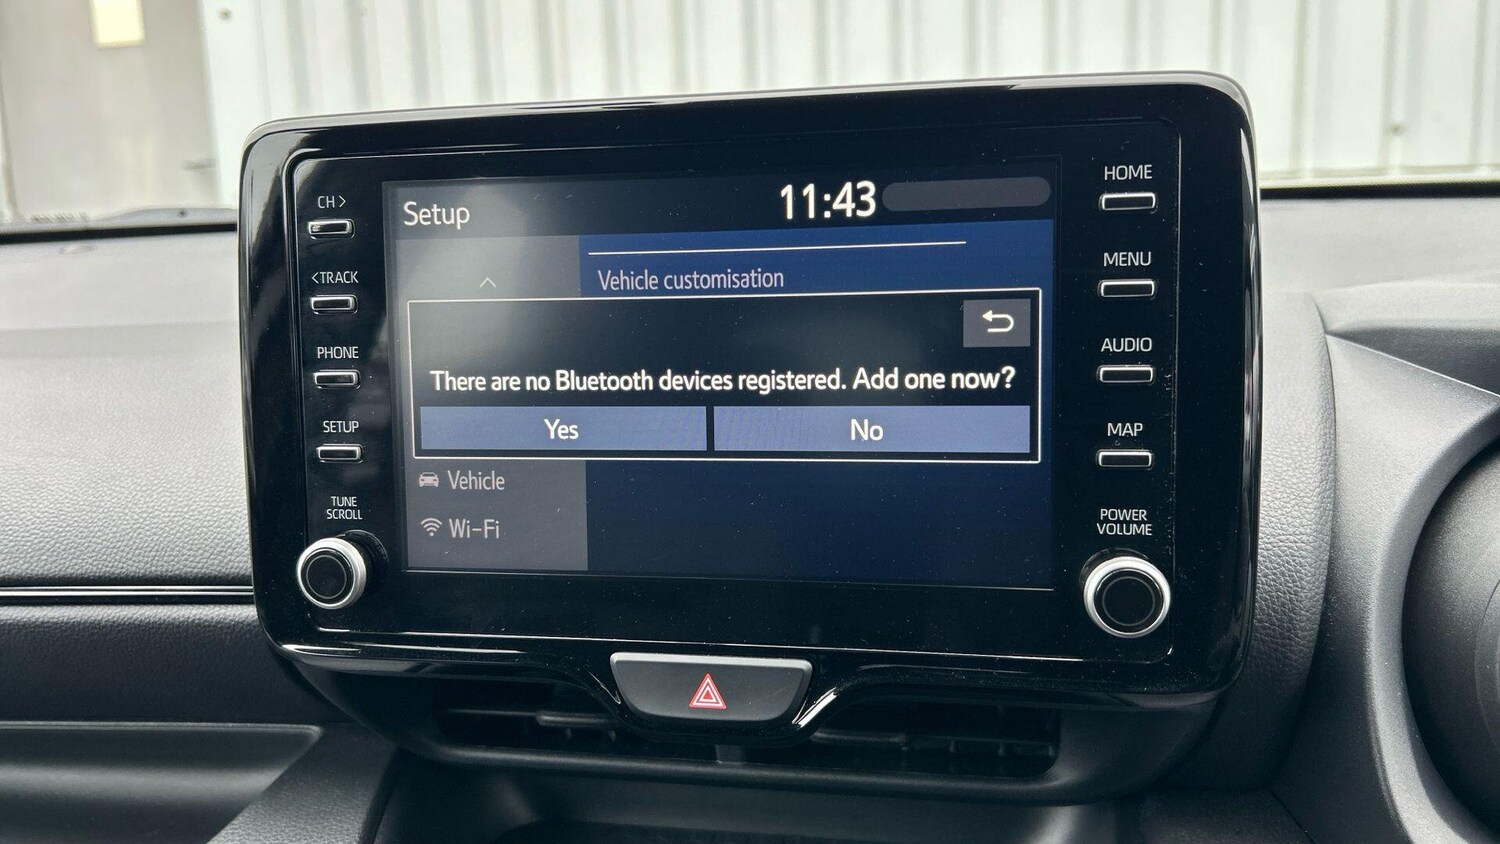 CH >
< TRACK
PHONE
SETUP
TUNE
SCROLL
Setup
11:43
Vehicle customisation
There are no Bluetooth devices registered. Add one now?
Yes
No
Vehicle
Wi-Fi
HOME
MENU
AUDIO
MAP
POWER
VOLUME